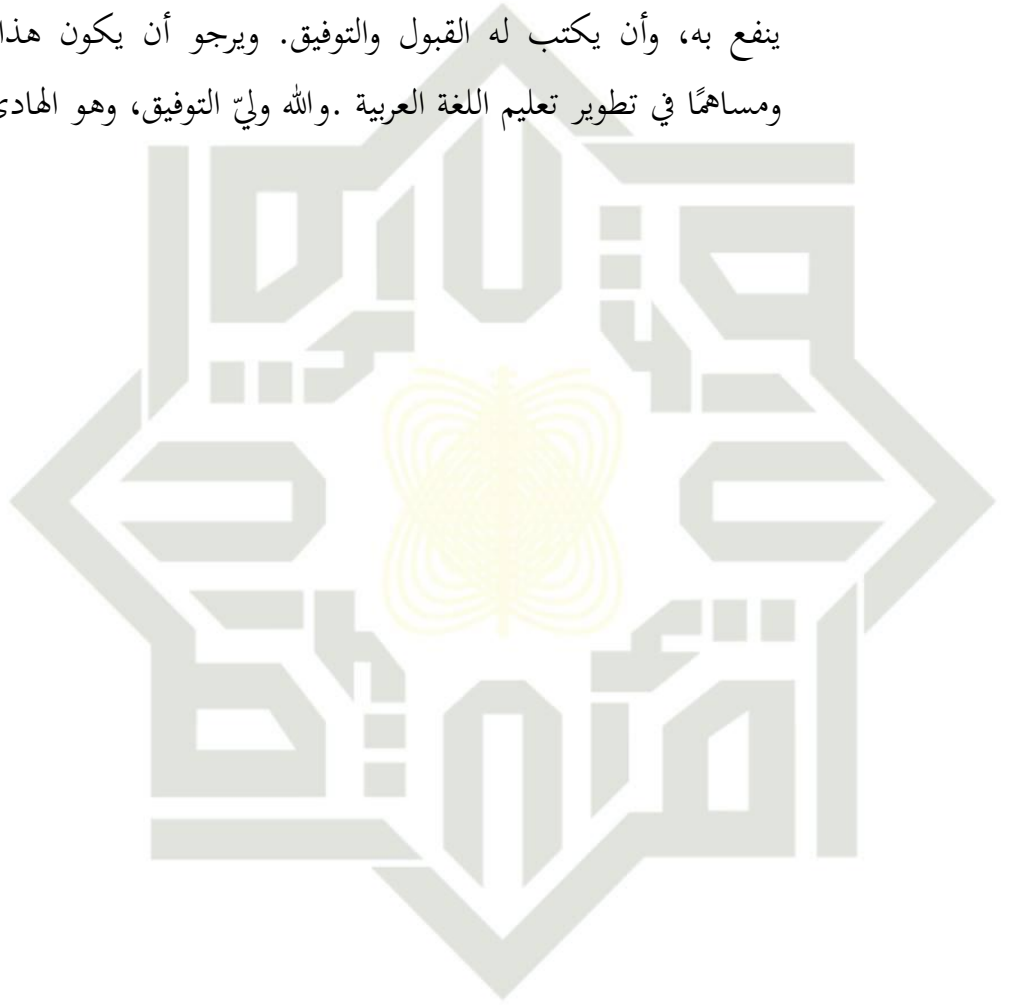 ينفع به، وأن يكتب له القبول والتوفيق. ويرجو أن يكون هذا
ومساهمًا في تطوير تعليم اللغة العربية .والله وليّ التوفيق، وهو الهادي